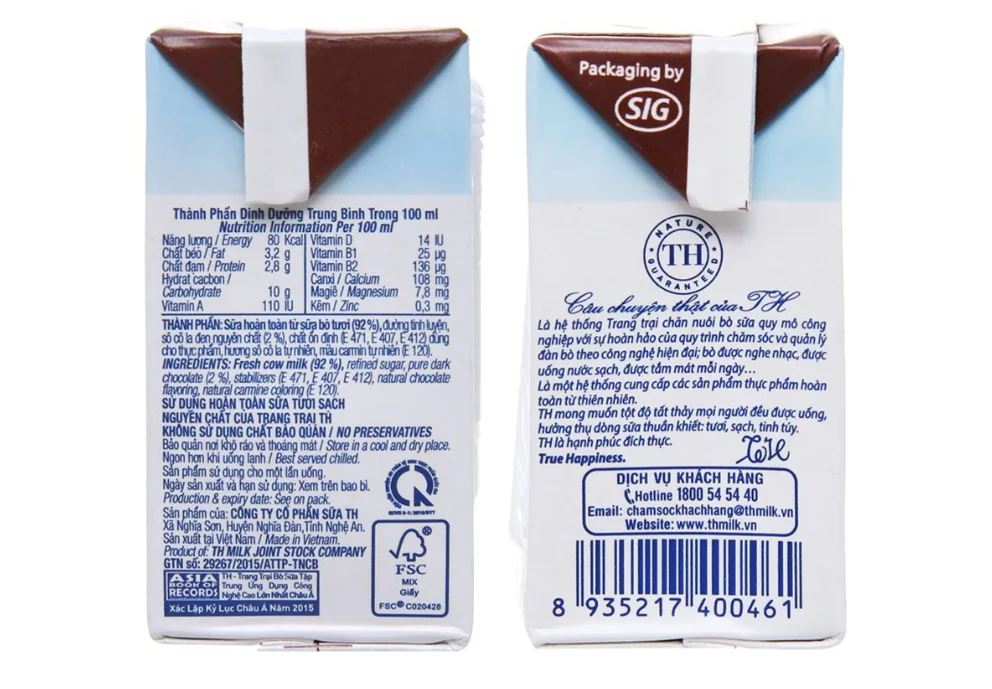 Thành Phần Dinh Dưỡng Trung Bình Trong 100 ml
Nutrition Information Per 100 ml
Năng lượng / Energy 80 Kcal
Chất béo / Fat 3,2 g
Chất đạm / Protein 2,8 g
Hydrat cacbon /
Carbohydrate 10 g
Vitamin A 110 IU
Vitamin D 14 IU
Vitamin B1 25 µg
Vitamin B2 136 µg
Canxi / Calcium 108 mg
Magiê / Magnesium 7,8 mg
Kẽm / Zinc 0,3 mg
THÀNH PHẦN: Sữa hoàn toàn từ sữa bò tươi (92 %), đường tinh luyện,
sô cô la đen nguyên chất (2 %), chất ổn định (E 471, E 407, E 412) dùng
cho thực phẩm, hương sô cô la tự nhiên, màu carmin tự nhiên (E 120).
INGREDIENTS: Fresh cow milk (92 %), refined sugar, pure dark
chocolate (2 %), stabilizers (E 471, E 407, E 412), natural chocolate
flavoring, natural carmine coloring (E 120).
SỬ DỤNG HOÀN TOÀN SỮA TƯƠI SẠCH
NGUYÊN CHẤT CỦA TRANG TRẠI TH
KHÔNG SỬ DỤNG CHẤT BẢO QUẢN / NO PRESERVATIVES
Bảo quản nơi khô ráo và thoáng mát / Store in a cool and dry place.
Ngon hơn khi uống lạnh / Best served chilled.
Sản phẩm sử dụng cho một lần uống.
Ngày sản xuất và hạn sử dụng: Xem trên bao bì.
Production & expiry date: See on pack.
Sản phẩm của: CÔNG TY CỔ PHẦN SỮA TH
Xã Nghĩa Sơn, Huyện Nghĩa Đàn, Tỉnh Nghệ An.
Sản xuất tại Việt Nam / Made in Vietnam.
Product of: TH MILK JOINT STOCK COMPANY
GTN số: 29267/2015/ATTP-TNCB
ASIA
BOOK OF
RECORDS
TH - Trang Trại Bò Sữa Tập
Trung Ứng Dụng Công
Nghệ Cao Lớn Nhất Châu Á
Xác Lập Kỷ Lục Châu Á Năm 2015
FSC
MIX
Giấy
FSC® C020428
Packaging by
SIG
NATURE
TH
GUARANTEED
Câu chuyện thật của TH
Là hệ thống Trang trại chăn nuôi bò sữa quy mô công
nghiệp với sự hoàn hảo của quy trình chăm sóc và quản lý
đàn bò theo công nghệ hiện đại; bò được nghe nhạc, được
uống nước sạch, được tắm mát mỗi ngày...
Là một hệ thống cung cấp các sản phẩm thực phẩm hoàn
toàn từ thiên nhiên.
TH mong muốn tột độ tất thảy mọi người đều được uống,
hưởng thụ dòng sữa thuần khiết: tươi, sạch, tinh túy.
TH là hạnh phúc đích thực.
True Happiness.
TH
DỊCH VỤ KHÁCH HÀNG
Hotline 1800 54 54 40
Email: chamsockhachhang@thmilk.vn
Website: www.thmilk.vn
8 935217 400461